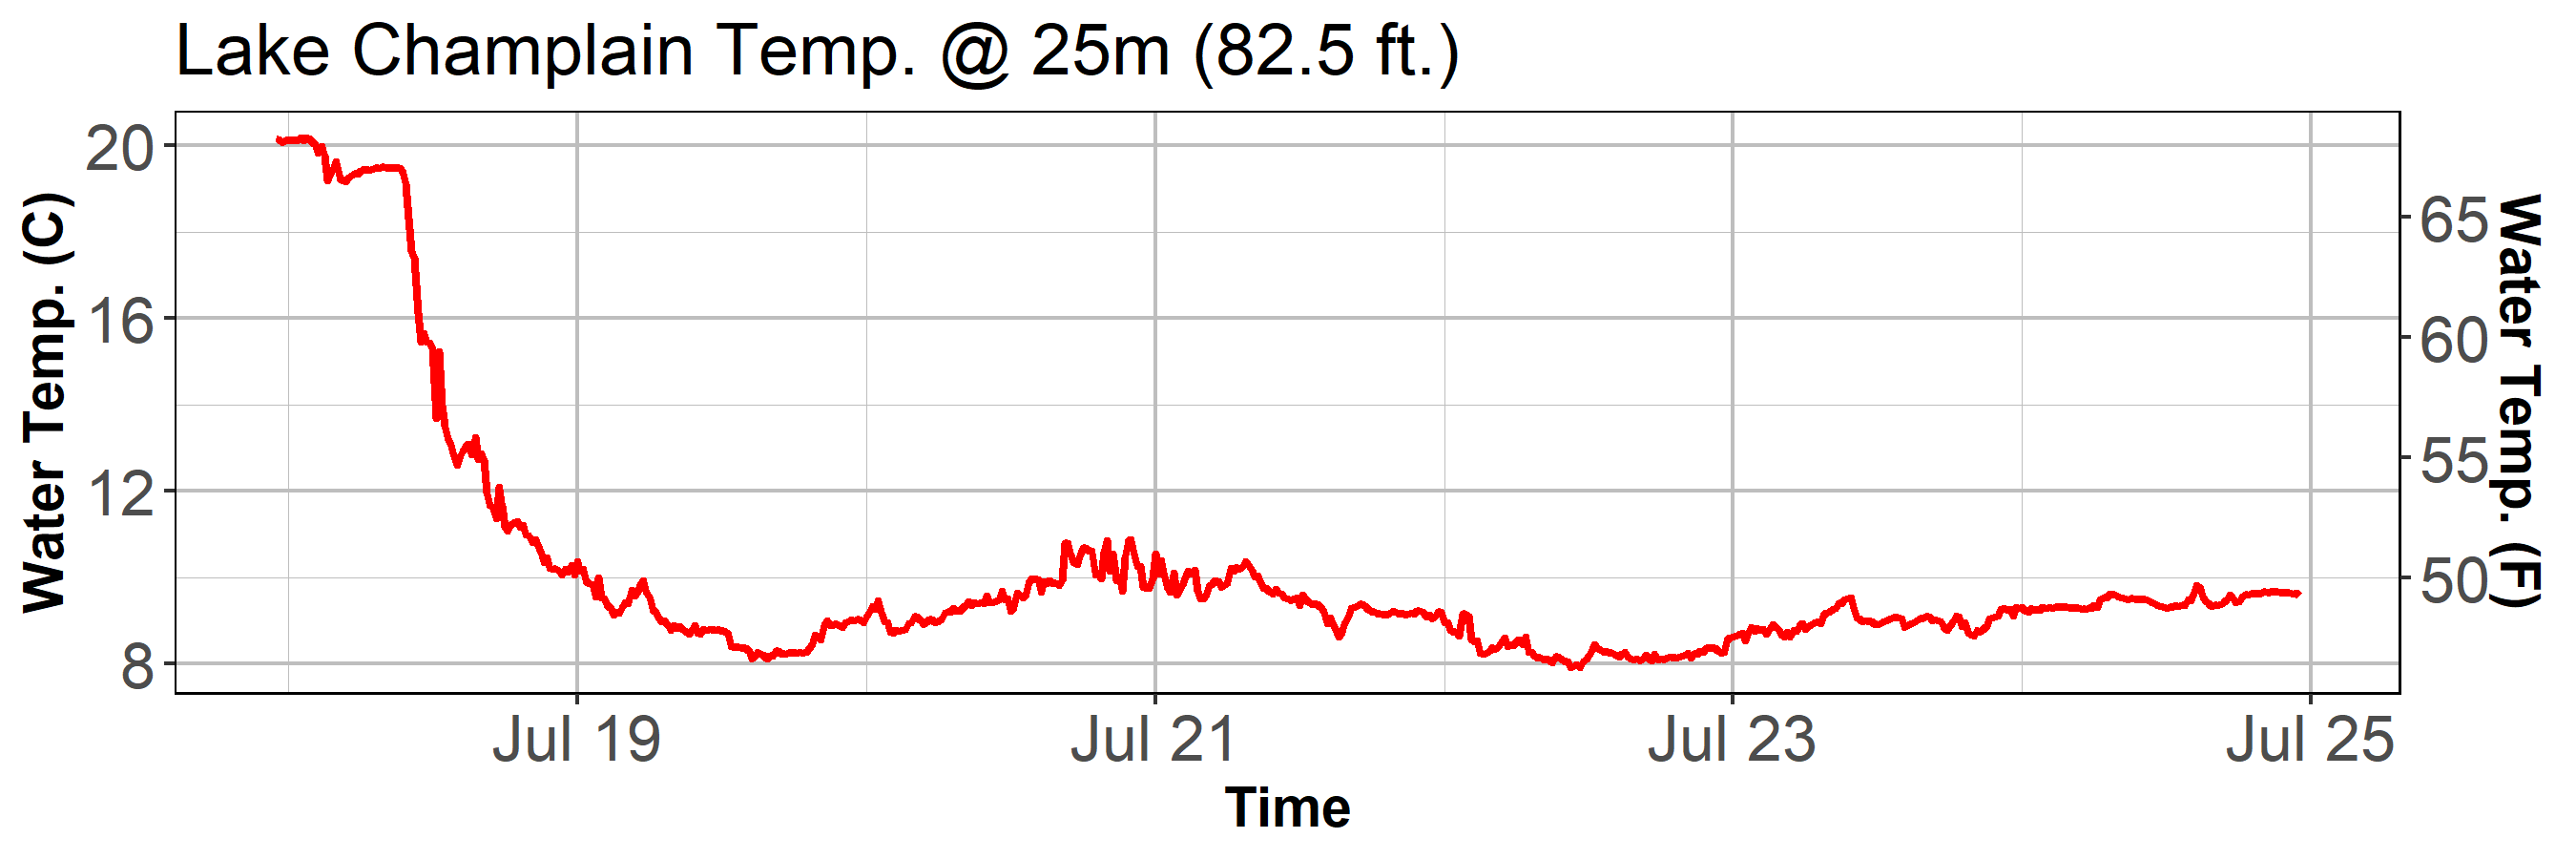 Lake Champlain Temp. @ 25m (82.5 ft.)
Water Temp. (C)
20
16
12
8
65
60
55
50
Water Temp. (F)
Jul 19 Jul 21 Jul 23 Jul 25
Time